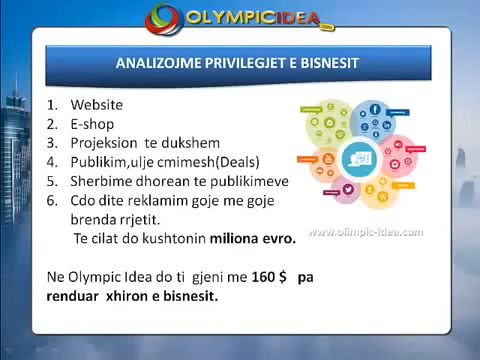 OLYMPICIDEA.com
ANALIZOJME PRIVILEGJET E BISNESIT
1. Website
2. E-shop
3. Projeksion te dukshem
4. Publikim,ulje cmimesh(Deals)
5. Sherbime dhorean te publikimeve
6. Cdo dite reklamim goje me goje
brenda rrjetit.
Te cilat do kushtonin miliona evro.
www.olimpic-idea.com
Ne Olympic Idea do ti gjeni me 160 $ pa
renduar xhiron e bisnesit.